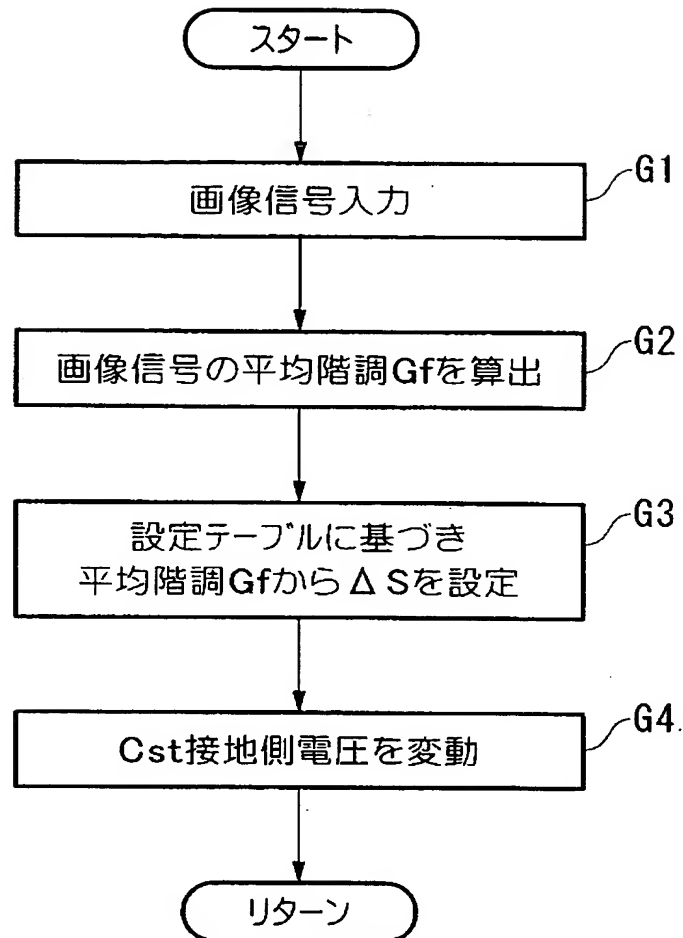 スタート
画像信号入力
G1
画像信号の平均階調Gfを算出
G2
設定テーブルに基づき
平均階調GfからΔSを設定
G3
Cst接地側電圧を変動
G4
リターン